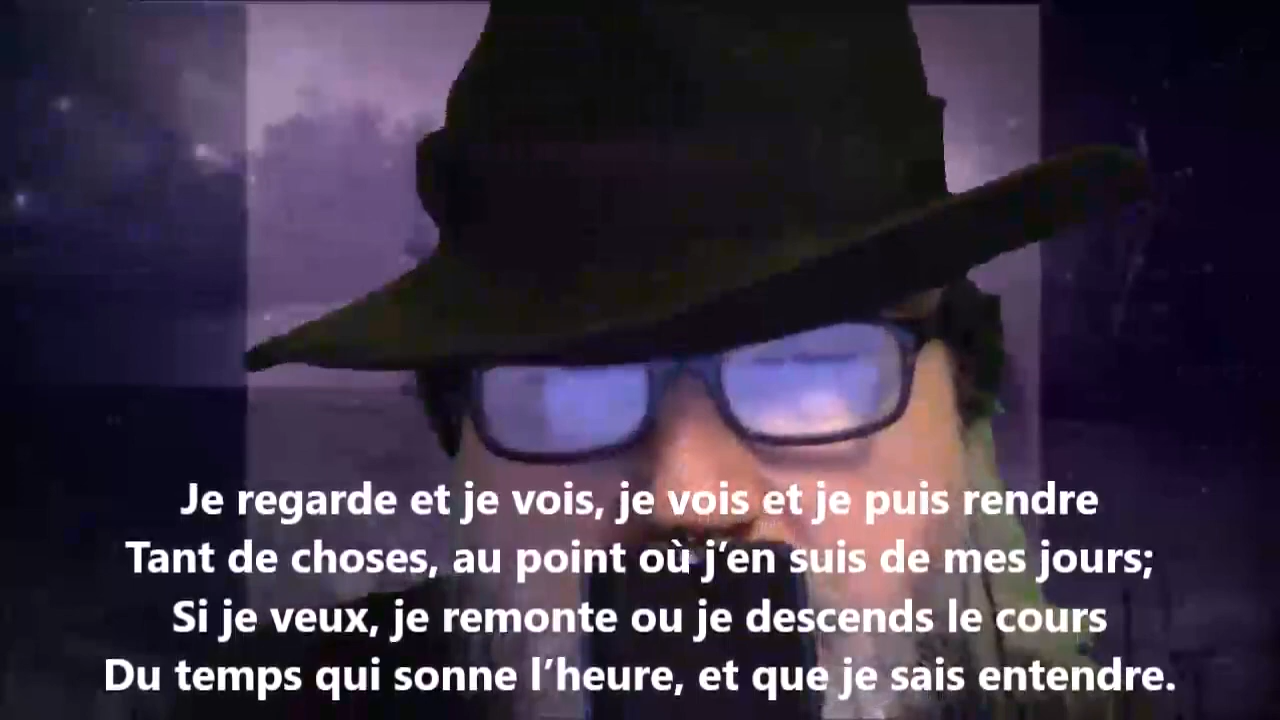 Je regarde et je vois, je vois et je puis rendre
Tant de choses, au point où j’en suis de mes jours;
Si je veux, je remonte ou je descends le cours
Du temps qui sonne l’heure, et que je sais entendre.